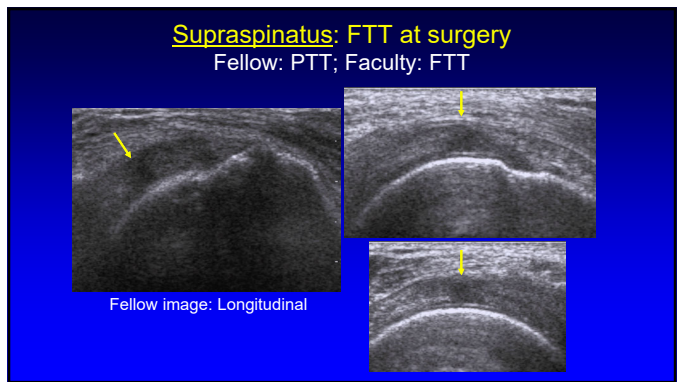 Supraspinatus: FTT at surgery
Fellow: PTT; Faculty: FTT
Fellow image: Longitudinal